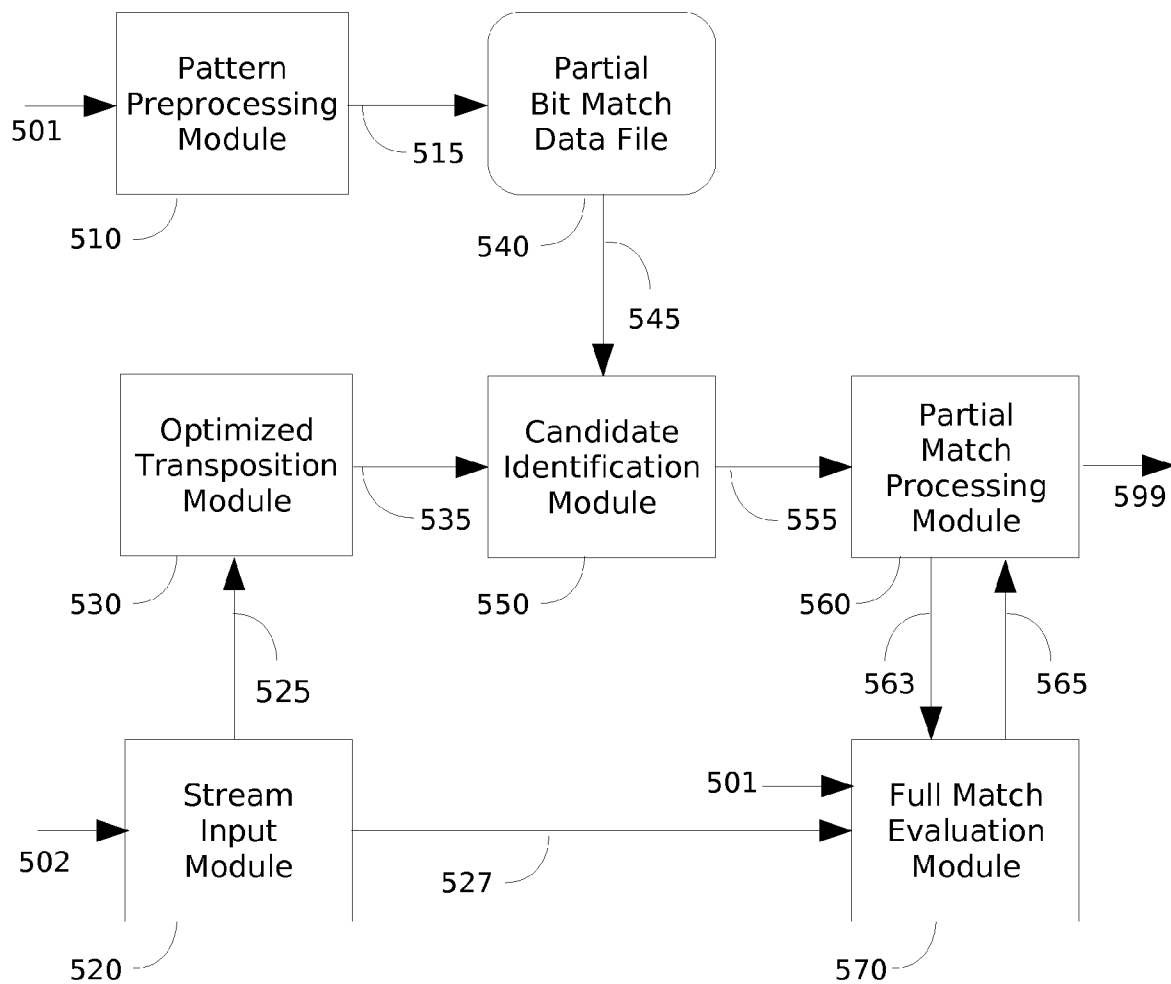 Pattern
Preprocessing
Module
Partial
Bit Match
Data File
501
515
510
540
545
Optimized
Transposition
Module
Candidate
Identification
Module
Partial
Match
Processing
Module
535
555
599
530
550
560
525
563
565
Stream
Input
Module
501
Full Match
Evaluation
Module
502
527
520
570